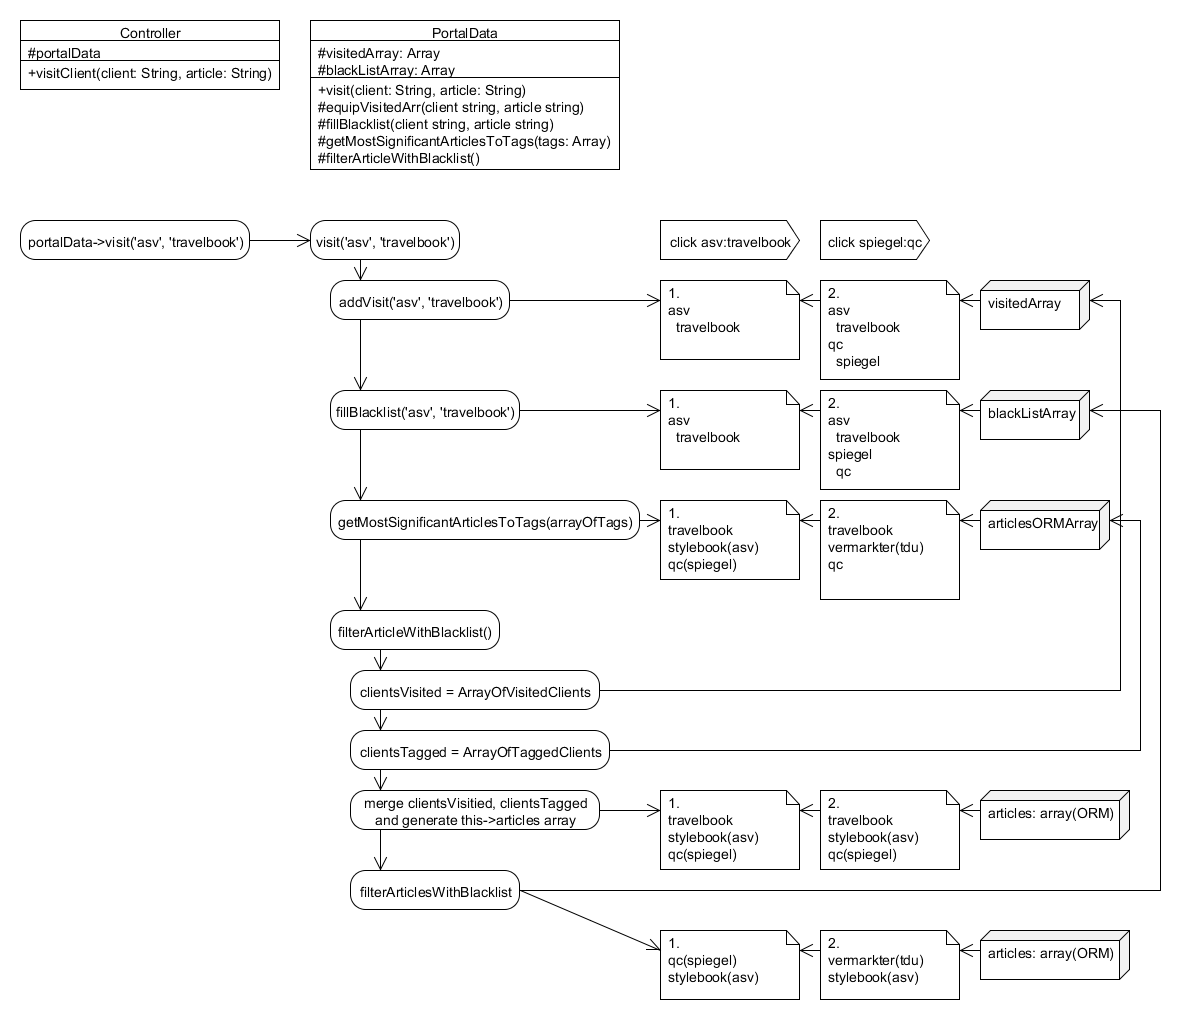 Controller
#portalData
+visitClient(client: String, article: String)
PortalData
#visitedArray: Array
#blackListArray: Array
+visit(client: String, article: String)
#equipVisitedArr(client string, article string)
#fillBlacklist(client string, article string)
#getMostSignificantArticlesToTags(tags: Array)
#filterArticleWithBlacklist()
portalData->visit('asv', 'travelbook')
visit('asv', 'travelbook')
click asv:travelbook
click spiegel:qc
addVisit('asv', 'travelbook')
1.
asv
travelbook
2.
asv
travelbook
qc
spiegel
visitedArray
fillBlacklist('asv', 'travelbook')
1.
asv
travelbook
2.
asv
travelbook
spiegel
qc
blackListArray
getMostSignificantArticlesToTags(arrayOfTags)
1.
travelbook
stylebook(asv)
qc(spiegel)
2.
travelbook
vermarkter(tdu)
qc
articlesORMArray
filterArticleWithBlacklist()
clientsVisited = ArrayOfVisitedClients
clientsTagged = ArrayOfTaggedClients
merge clientsVisitied, clientsTagged
and generate this->articles array
1.
travelbook
stylebook(asv)
qc(spiegel)
2.
travelbook
stylebook(asv)
qc(spiegel)
articles: array(ORM)
filterArticlesWithBlacklist
1.
qc(spiegel)
stylebook(asv)
2.
vermarkter(tdu)
stylebook(asv)
articles: array(ORM)